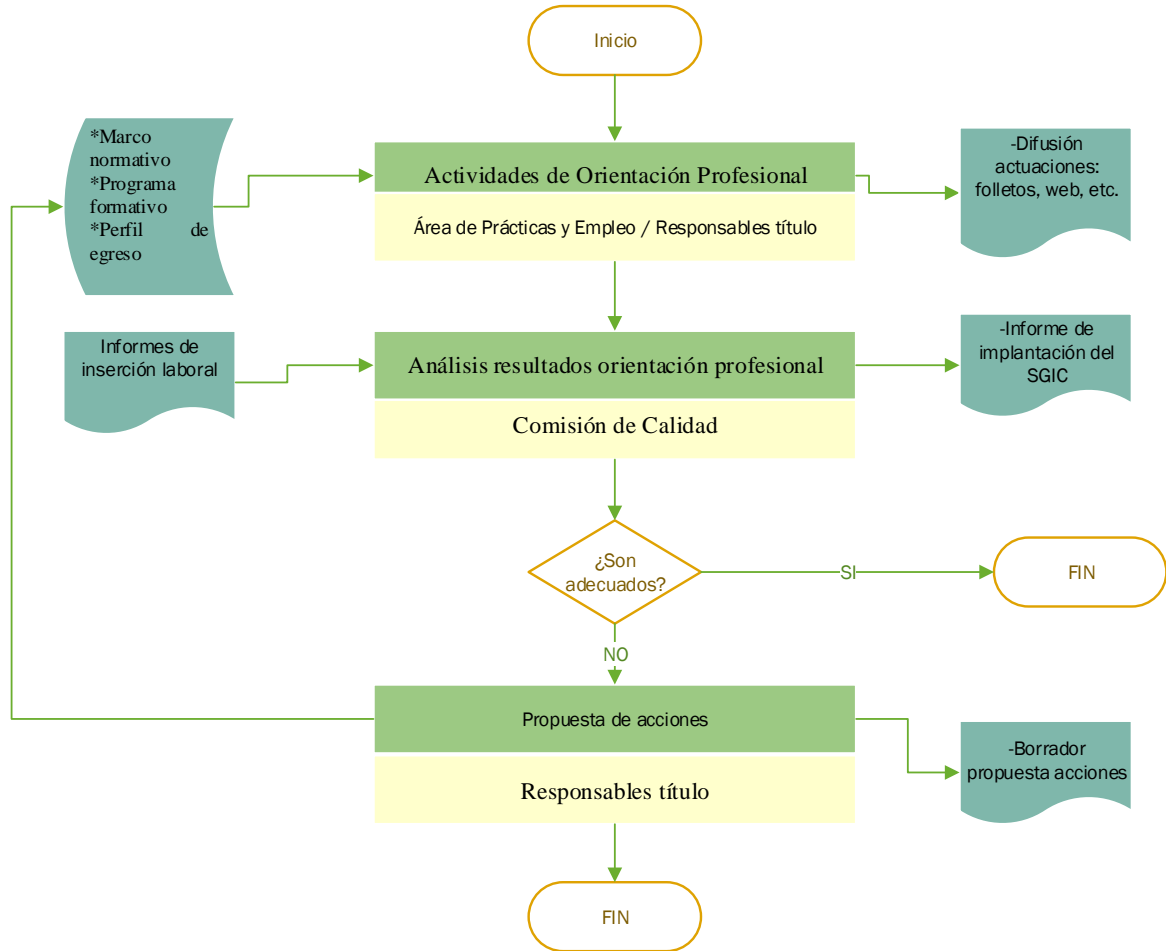 Inicio
*Marco
normativo
*Programa
formativo
*Perfil de
egreso
Actividades de Orientación Profesional
Área de Prácticas y Empleo / Responsables título
-Difusión
actuaciones:
folletos, web, etc.
Informes de
inserción laboral
Análisis resultados orientación profesional
Comisión de Calidad
-Informe de
implantación del
SGIC
¿Son
adecuados?
SI
FIN
NO
Propuesta de acciones
Responsables título
-Borrador
propuesta acciones
FIN